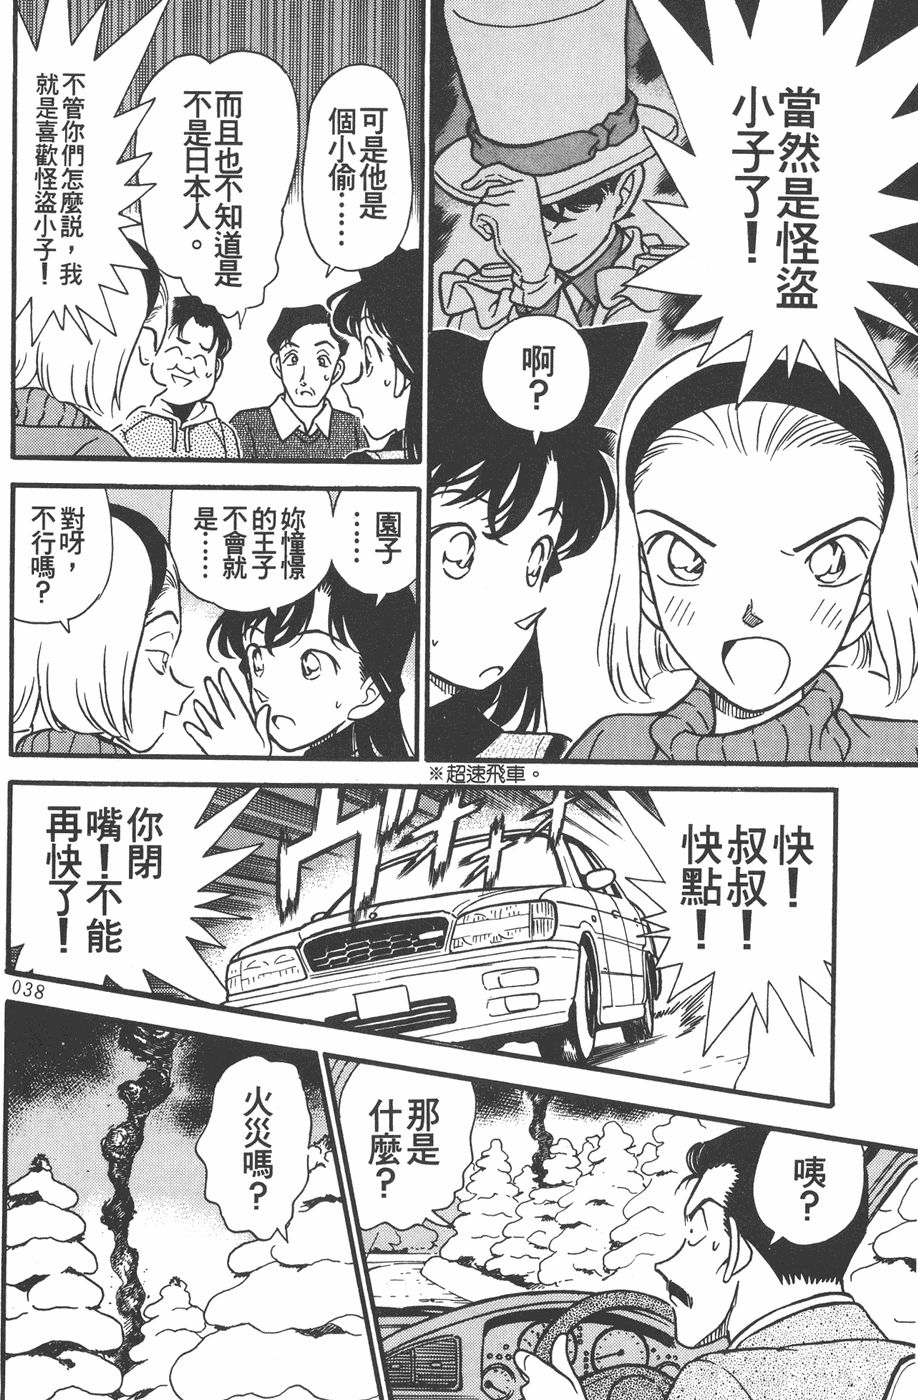 當然是怪盜
小子了！
啊？
可是他是
個小偷……
而且也不知道是
不是日本人。
不管你們怎麼說，我
就是喜歡怪盜小子！
園子
……
妳憧憬
的王子
不會就
是……
對呀，
不行嗎？
※超速飛車。
快！
叔叔！
快點！
你閉
嘴！不能
再快了！
038
咦？
那是
什麼？
火災嗎？